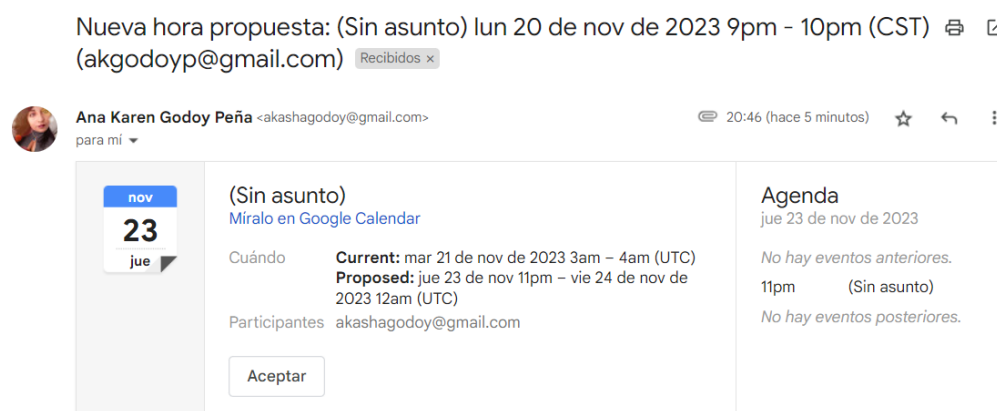 Nueva hora propuesta: (Sin asunto) lun 20 de nov de 2023 9pm - 10pm (CST)
(akgodoyp@gmail.com) Recibidos ×
Ana Karen Godoy Peña <akashagodoy@gmail.com>
20:46 (hace 5 minutos)
para mí
nov
23
jue
(Sin asunto)
Míralo en Google Calendar
Cuándo
Current: mar 21 de nov de 2023 3am – 4am (UTC)
Proposed: jue 23 de nov 11pm – vie 24 de nov de
2023 12am (UTC)
Participantes akashagodoy@gmail.com
Aceptar
Agenda
jue 23 de nov de 2023
No hay eventos anteriores.
11pm (Sin asunto)
No hay eventos posteriores.